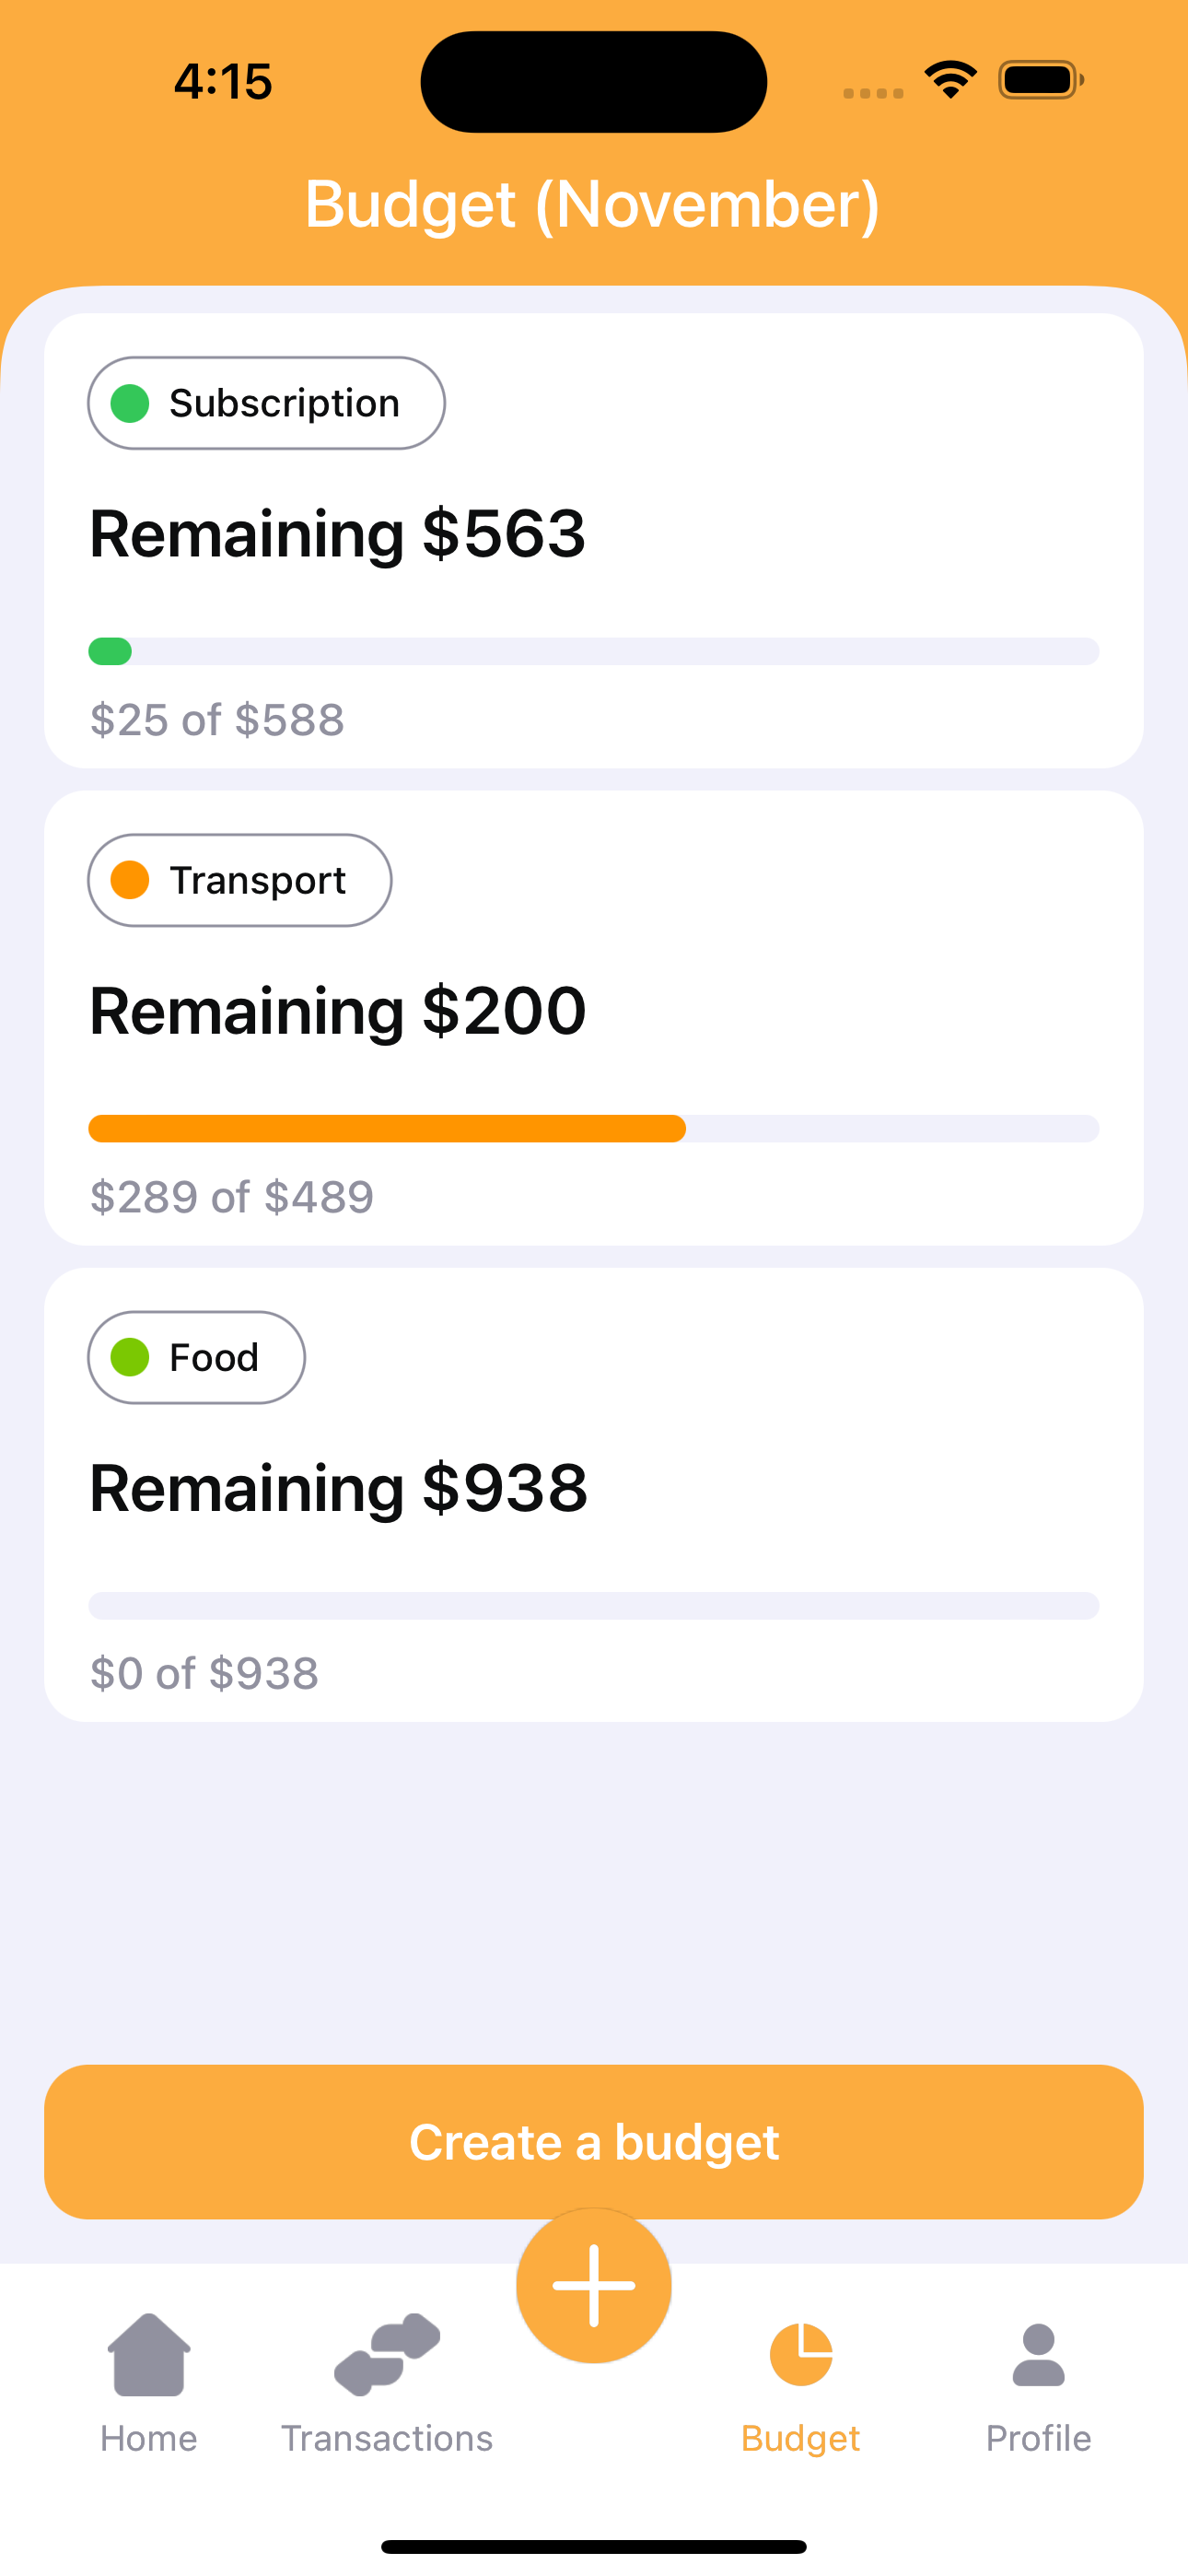 4:15
Budget (November)
Subscription
Remaining $563
$25 of $588
Transport
Remaining $200
$289 of $489
Food
Remaining $938
$0 of $938
Create a budget
Home Transactions Budget Profile